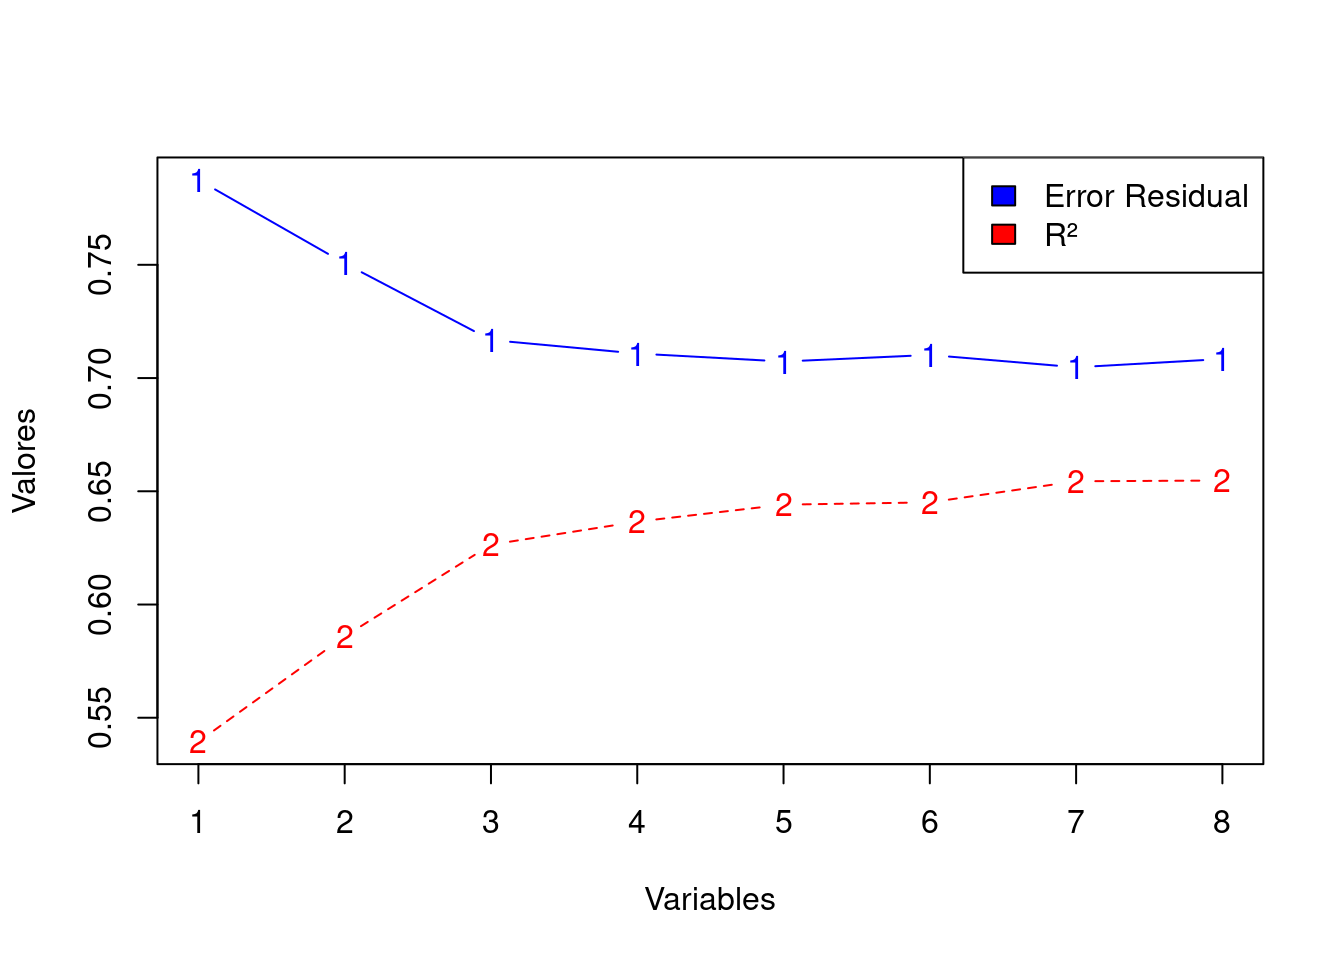 Error Residual
R²
Valores
0.75
0.70
0.65
0.60
0.55
1 1 1 1 1 1 1 1
2 2 2 2 2 2 2 2
1 2 3 4 5 6 7 8
Variables